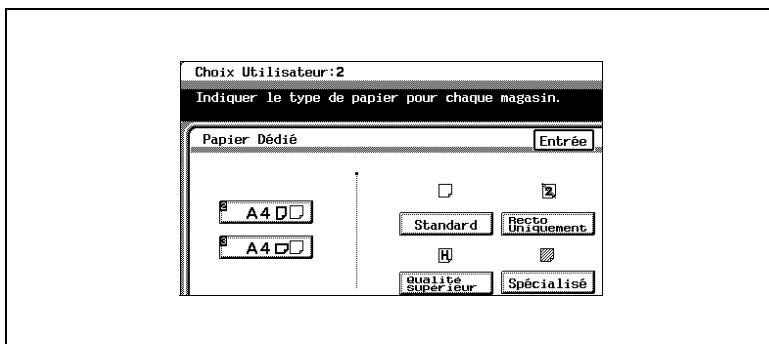 Choix Utilisateur:2
Indiquer le type de papier pour chaque magasin.
Papier Dédié
Entrée
2 A4
3 A4
2
Standard
Recto
Uniquement
H
Qualité
supérieur
Spécialisé